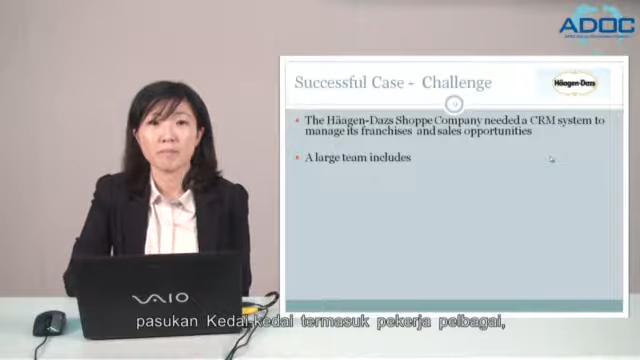 ADOC
Successful Case - Challenge
Häagen-Dazs
9
The Häagen-Dazs Shoppe Company needed a CRM system to
manage its franchises and sales opportunities
A large team includes
VAIO
pasukan Kedai-kedai termasuk pekerja pelbagai,